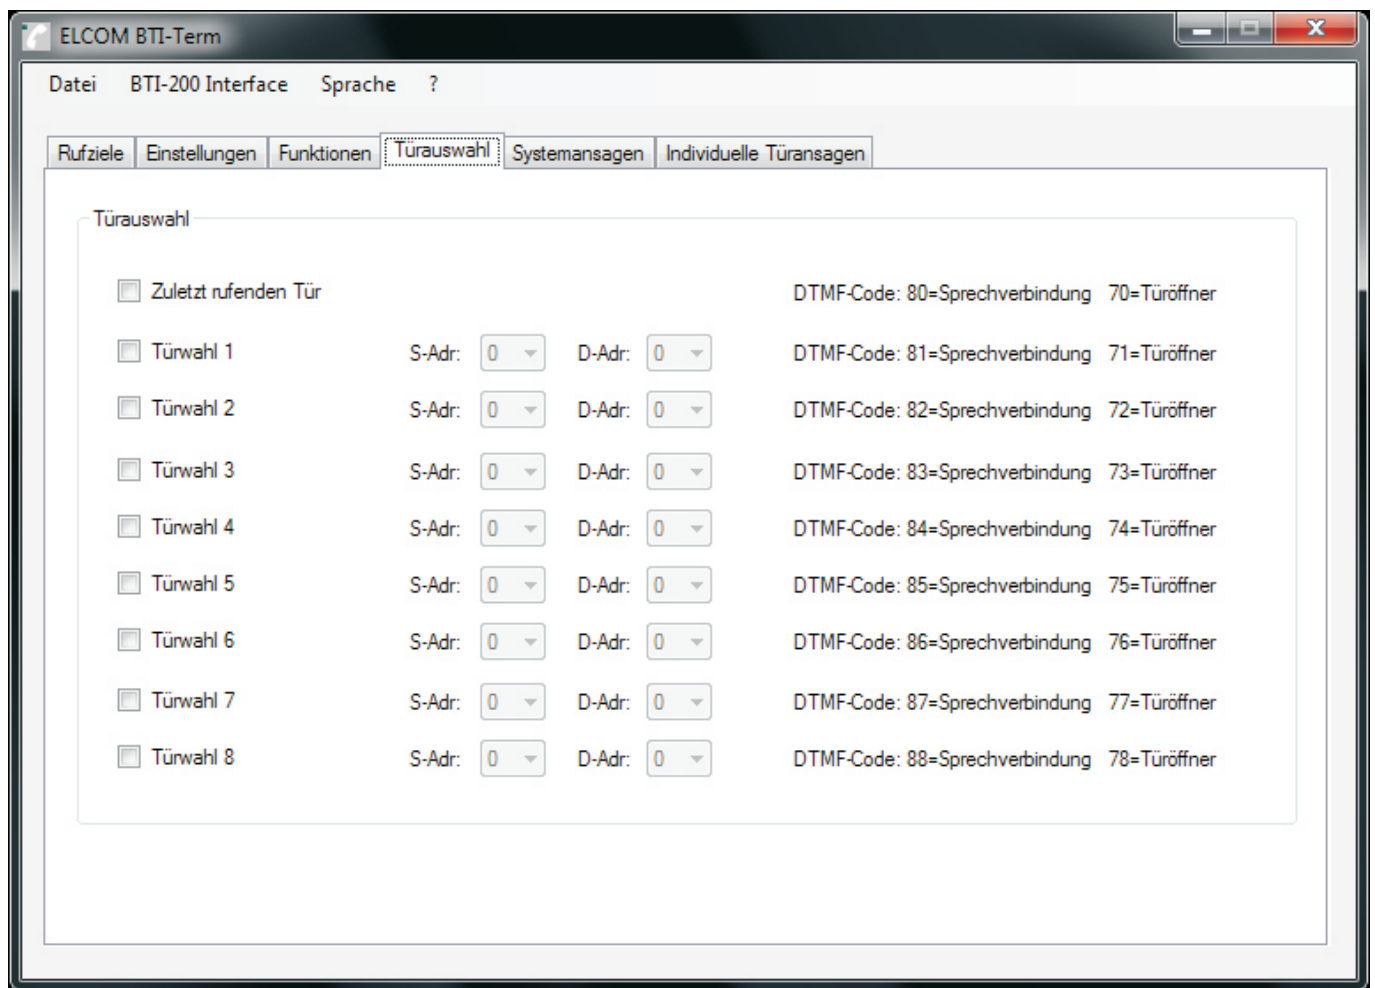 ELCOM BTI-Term
Datei BTI-200 Interface Sprache ?
Rufziele Einstellungen Funktionen Türauswahl Systemansagen Individuelle Türansagen
Türauswahl
Zuletzt rufenden Tür DTMF-Code: 80=Sprechverbindung 70=Türöffner
Türwahl 1 S-Adr: 0 D-Adr: 0 DTMF-Code: 81=Sprechverbindung 71=Türöffner
Türwahl 2 S-Adr: 0 D-Adr: 0 DTMF-Code: 82=Sprechverbindung 72=Türöffner
Türwahl 3 S-Adr: 0 D-Adr: 0 DTMF-Code: 83=Sprechverbindung 73=Türöffner
Türwahl 4 S-Adr: 0 D-Adr: 0 DTMF-Code: 84=Sprechverbindung 74=Türöffner
Türwahl 5 S-Adr: 0 D-Adr: 0 DTMF-Code: 85=Sprechverbindung 75=Türöffner
Türwahl 6 S-Adr: 0 D-Adr: 0 DTMF-Code: 86=Sprechverbindung 76=Türöffner
Türwahl 7 S-Adr: 0 D-Adr: 0 DTMF-Code: 87=Sprechverbindung 77=Türöffner
Türwahl 8 S-Adr: 0 D-Adr: 0 DTMF-Code: 88=Sprechverbindung 78=Türöffner